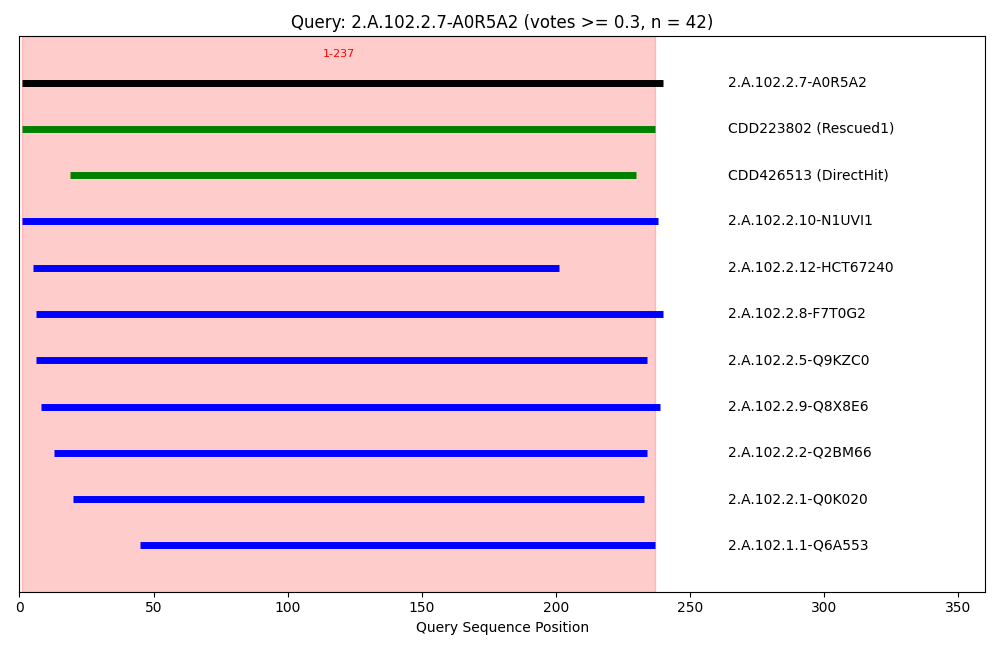 Query: 2.A.102.2.7-A0R5A2 (votes >= 0.3, n = 42)
1-237
2.A.102.2.7-A0R5A2
CDD223802 (Rescued1)
CDD426513 (DirectHit)
2.A.102.2.10-N1UVI1
2.A.102.2.12-HCT67240
2.A.102.2.8-F7T0G2
2.A.102.2.5-Q9KZC0
2.A.102.2.9-Q8X8E6
2.A.102.2.2-Q2BM66
2.A.102.2.1-Q0K020
2.A.102.1.1-Q6A553
0 50 100 150 200 250 300 350
Query Sequence Position